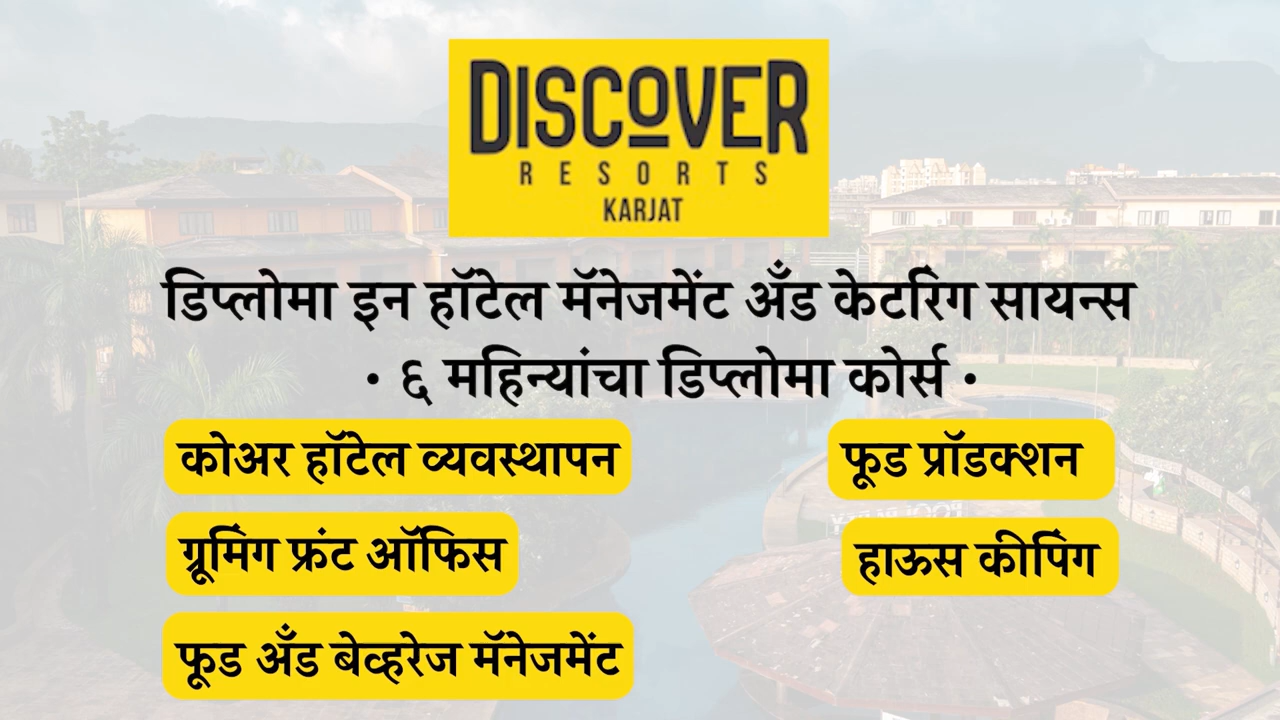 DISCOVER
RESORTS
KARJAT
डिप्लोमा इन हॉटेल मॅनेजमेंट अँड केटरिंग सायन्स
• ६ महिन्यांचा डिप्लोमा कोर्स •
कोअर हॉटेल व्यवस्थापन
फूड प्रॉडक्शन
ग्रूमिंग फ्रंट ऑफिस
हाऊस कीपिंग
फूड अँड बेव्हरेज मॅनेजमेंट